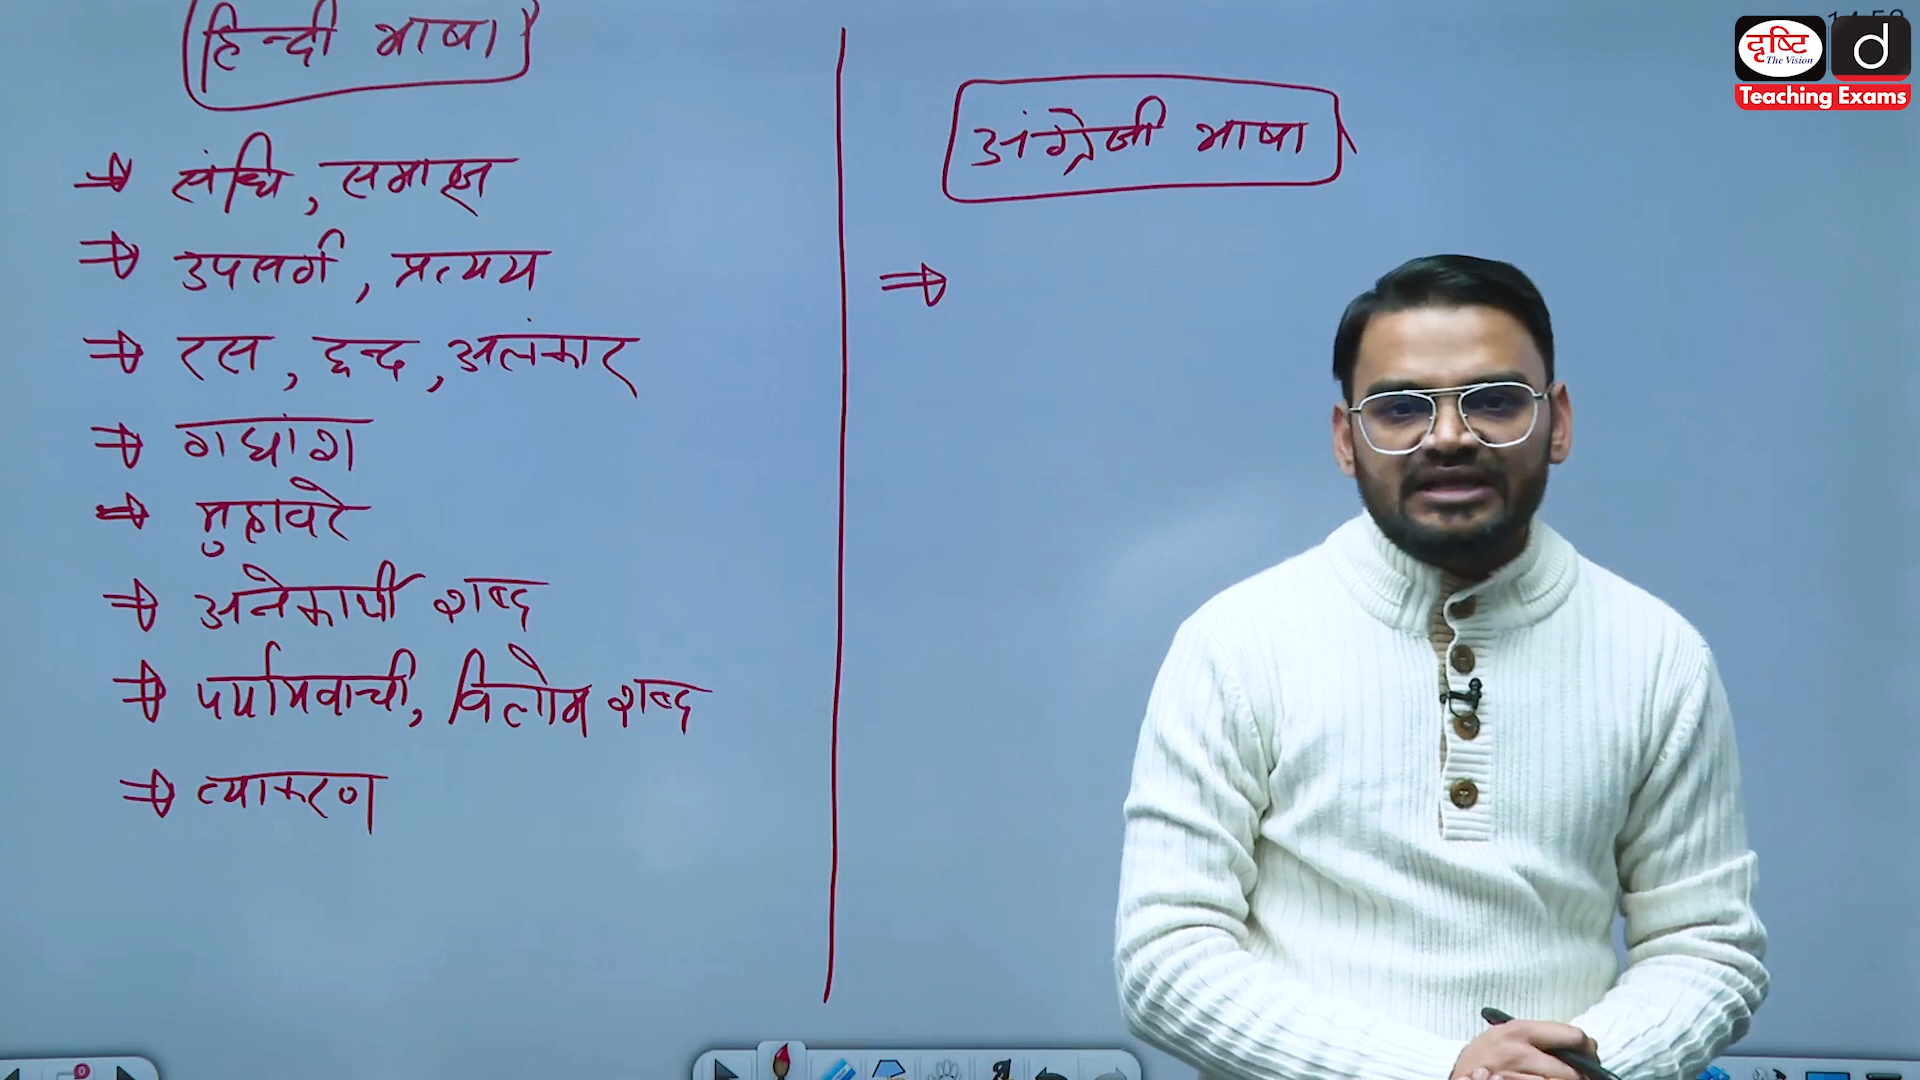 हिन्दी भाषा
संधि, समास
उपसर्ग, प्रत्यय
रस, छन्द, अलंकार
गद्यांश
मुहावरे
अनेकार्थी शब्द
पर्यायवाची, विलोम शब्द
व्याकरण
अंग्रेजी भाषा
दृष्टि
The Vision
d
Teaching Exams
0